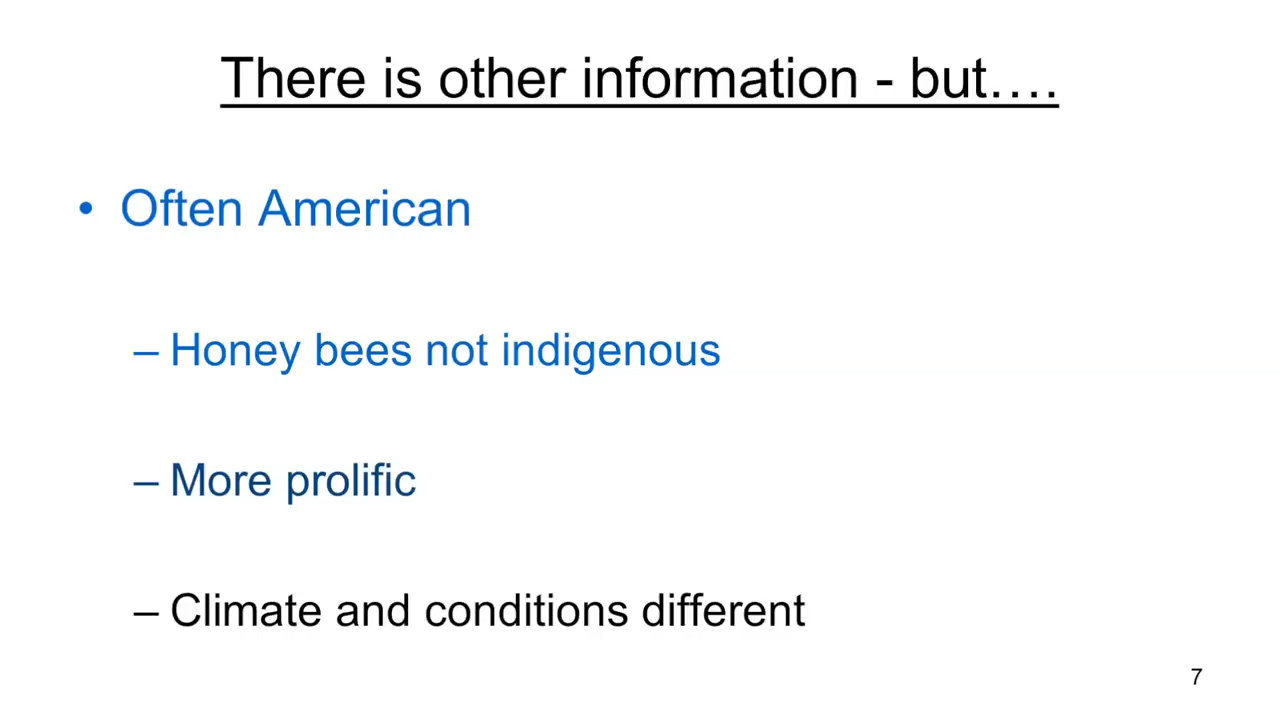 There is other information - but….
• Often American
– Honey bees not indigenous
– More prolific
– Climate and conditions different
7